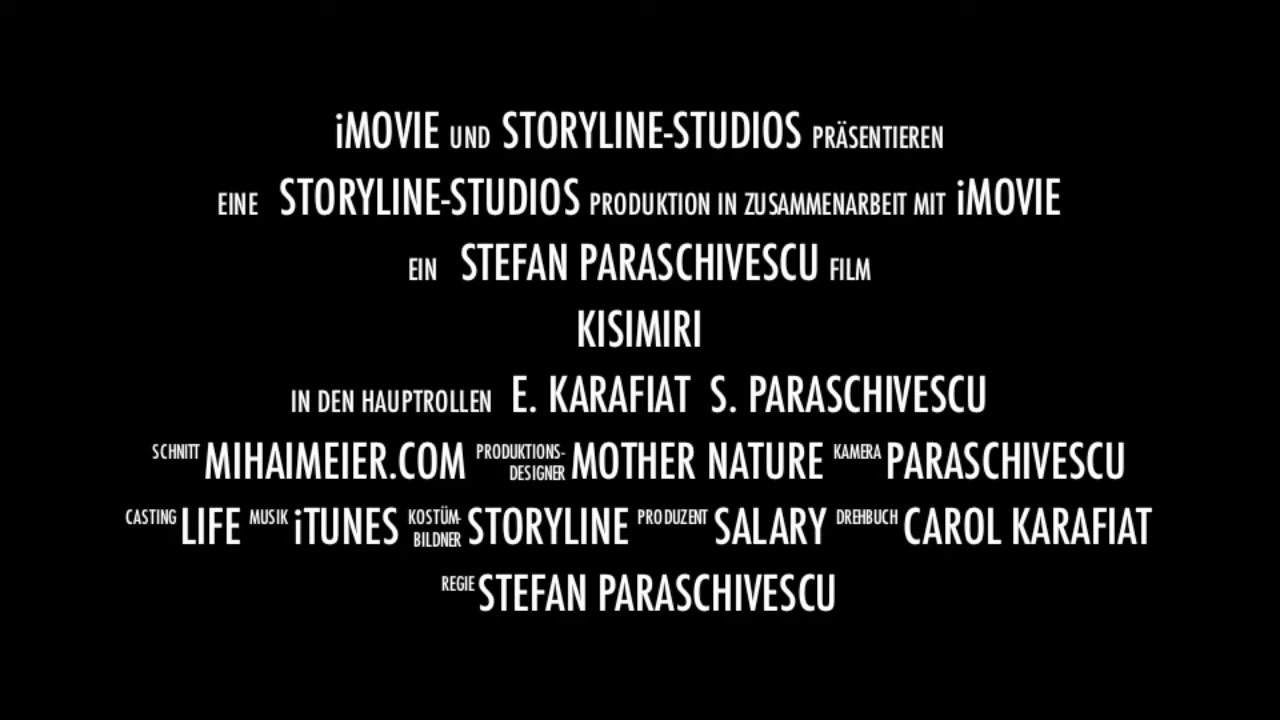 iMOVIE UND STORYLINE-STUDIOS PRÄSENTIEREN
EINE STORYLINE-STUDIOS PRODUKTION IN ZUSAMMENARBEIT MIT iMOVIE
EIN STEFAN PARASCHIVESCU FILM
KISIMIRI
IN DEN HAUPTROLLEN E. KARAFIAT S. PARASCHIVESCU
SCHNITT MIHAIMEIER.COM PRODUKTIONS-DESIGNER MOTHER NATURE KAMERA PARASCHIVESCU
CASTING LIFE MUSIK iTUNES KOSTÜM-BILDNER STORYLINE PRODUZENT SALARY DREHBUCH CAROL KARAFIAT
REGIE STEFAN PARASCHIVESCU